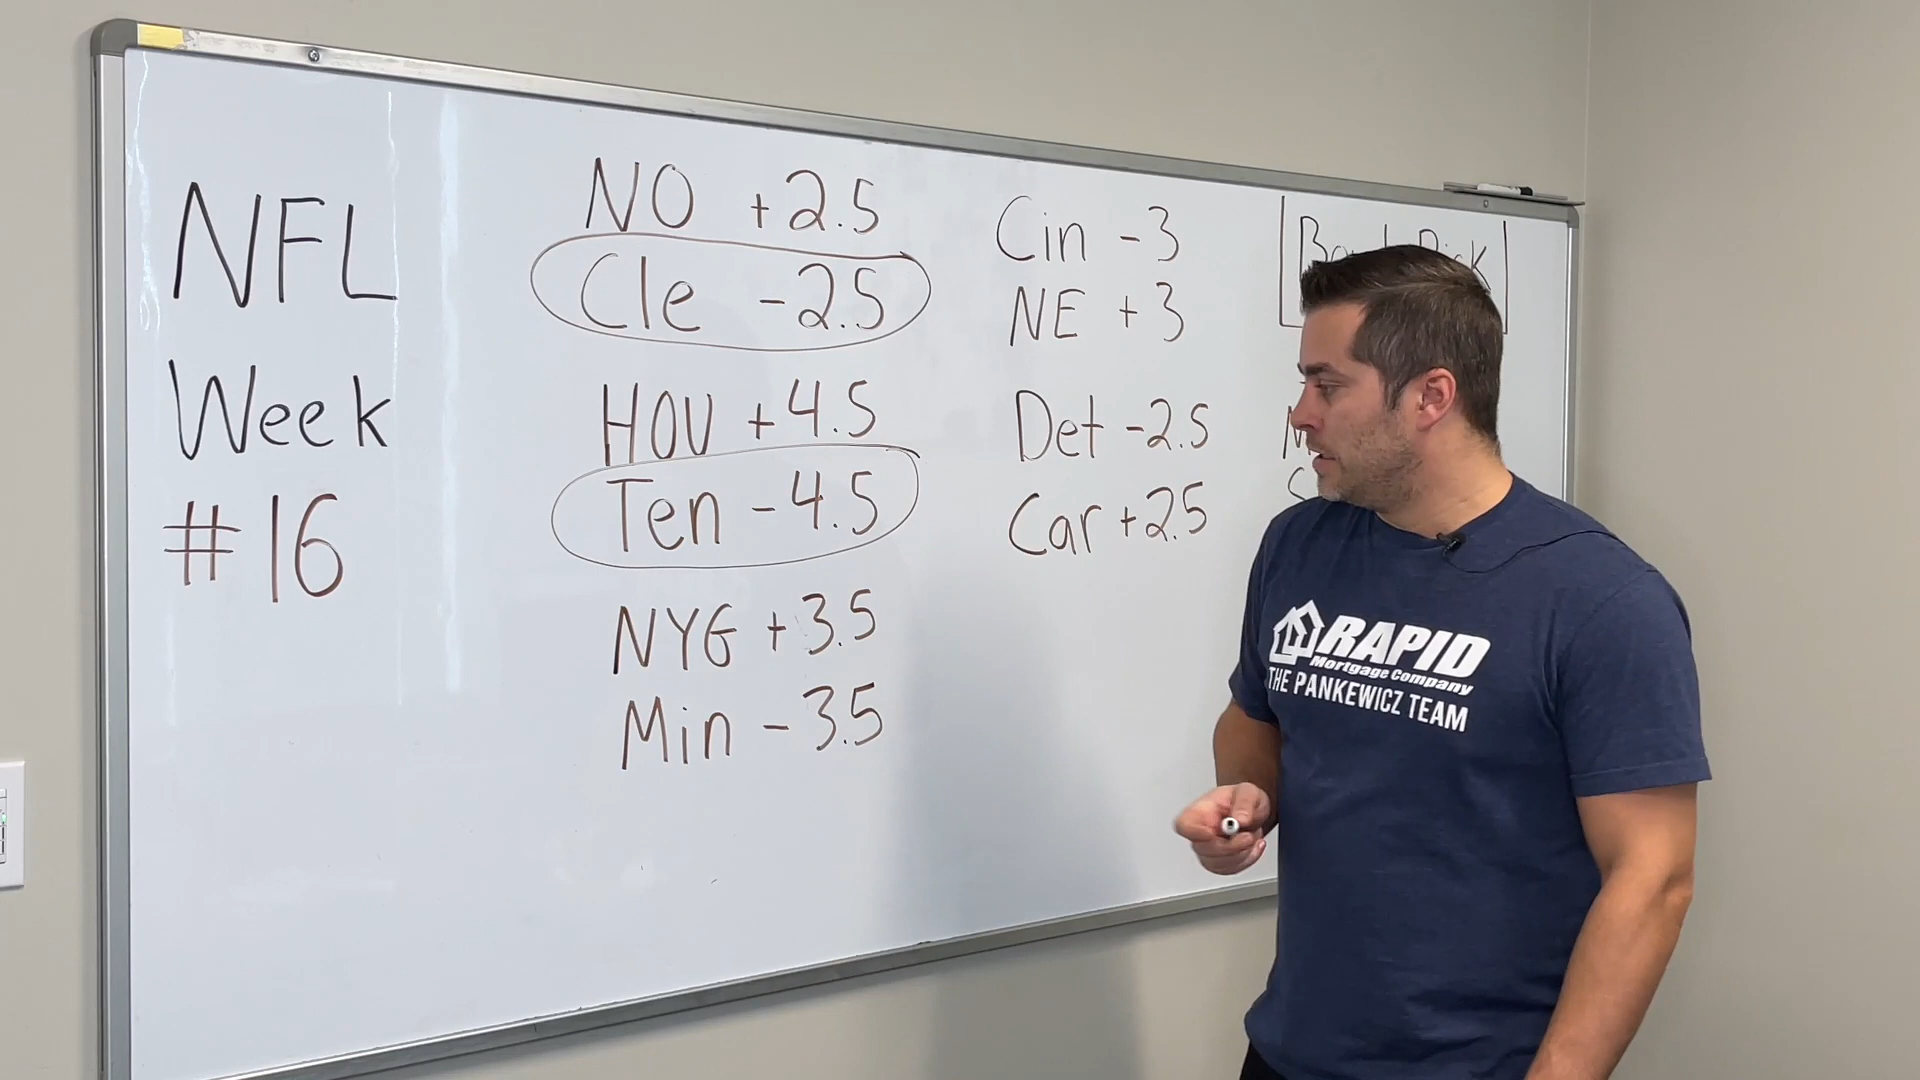 NFL
Week
#16
NO +2.5
Cle -2.5
HOU +4.5
Ten -4.5
NYG +3.5
Min -3.5
Cin -3
NE +3
Det -2.5
Car +2.5
RAPID
Mortgage Company
THE PANKEWICZ TEAM